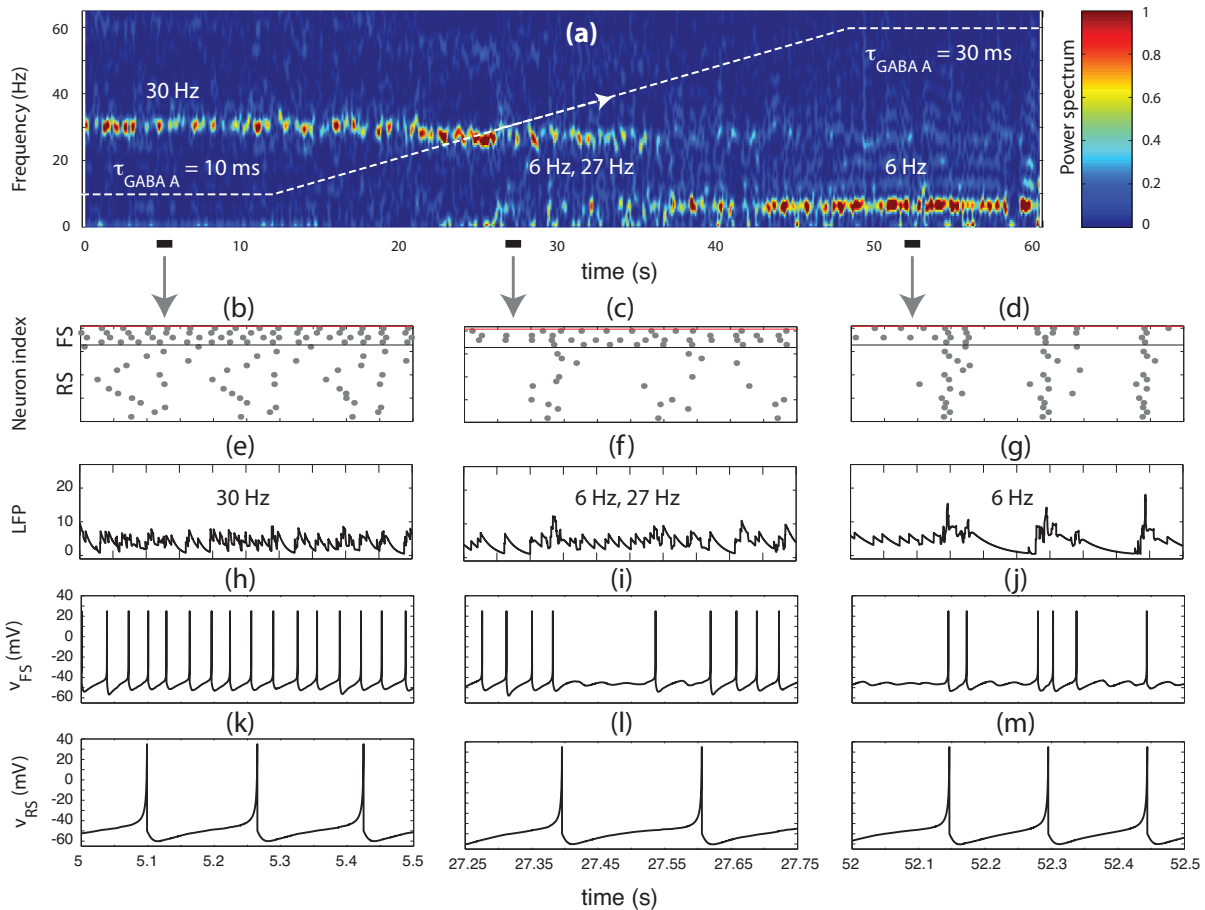 (a)
Frequency (Hz)
60
40
20
0
30 Hz
τGABA A = 10 ms
6 Hz, 27 Hz
τGABA A = 30 ms
6 Hz
0 10 20 30 40 50 60
time (s)
1
0.8
0.6
0.4
0.2
0
Power spectrum
(b) (c) (d)
Neuron index
FS
RS
(e) (f) (g)
LFP
20
10
0
30 Hz
6 Hz, 27 Hz
6 Hz
(h) (i) (j)
vFS (mV)
40
20
0
-20
-40
-60
(k) (l) (m)
vRS (mV)
40
20
0
-20
-40
-60
5 5.1 5.2 5.3 5.4 5.5
27.25 27.35 27.45 27.55 27.65 27.75
52 52.1 52.2 52.3 52.4 52.5
time (s)